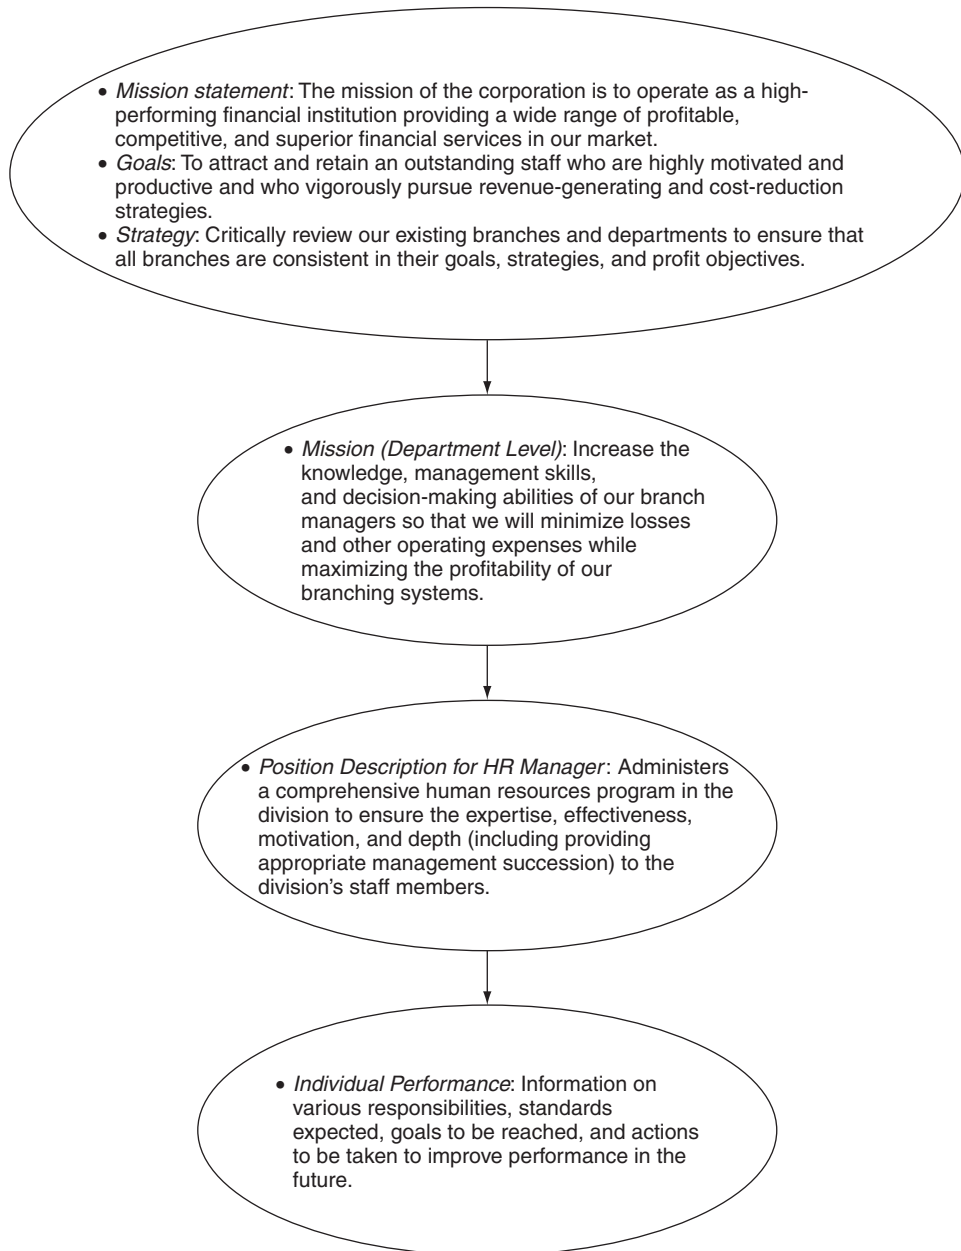 • Mission statement: The mission of the corporation is to operate as a high-
performing financial institution providing a wide range of profitable,
competitive, and superior financial services in our market.
• Goals: To attract and retain an outstanding staff who are highly motivated and
productive and who vigorously pursue revenue-generating and cost-reduction
strategies.
• Strategy: Critically review our existing branches and departments to ensure that
all branches are consistent in their goals, strategies, and profit objectives.
• Mission (Department Level): Increase the
knowledge, management skills,
and decision-making abilities of our branch
managers so that we will minimize losses
and other operating expenses while
maximizing the profitability of our
branching systems.
• Position Description for HR Manager: Administers
a comprehensive human resources program in the
division to ensure the expertise, effectiveness,
motivation, and depth (including providing
appropriate management succession) to the
division's staff members.
• Individual Performance: Information on
various responsibilities, standards
expected, goals to be reached, and actions
to be taken to improve performance in the
future.